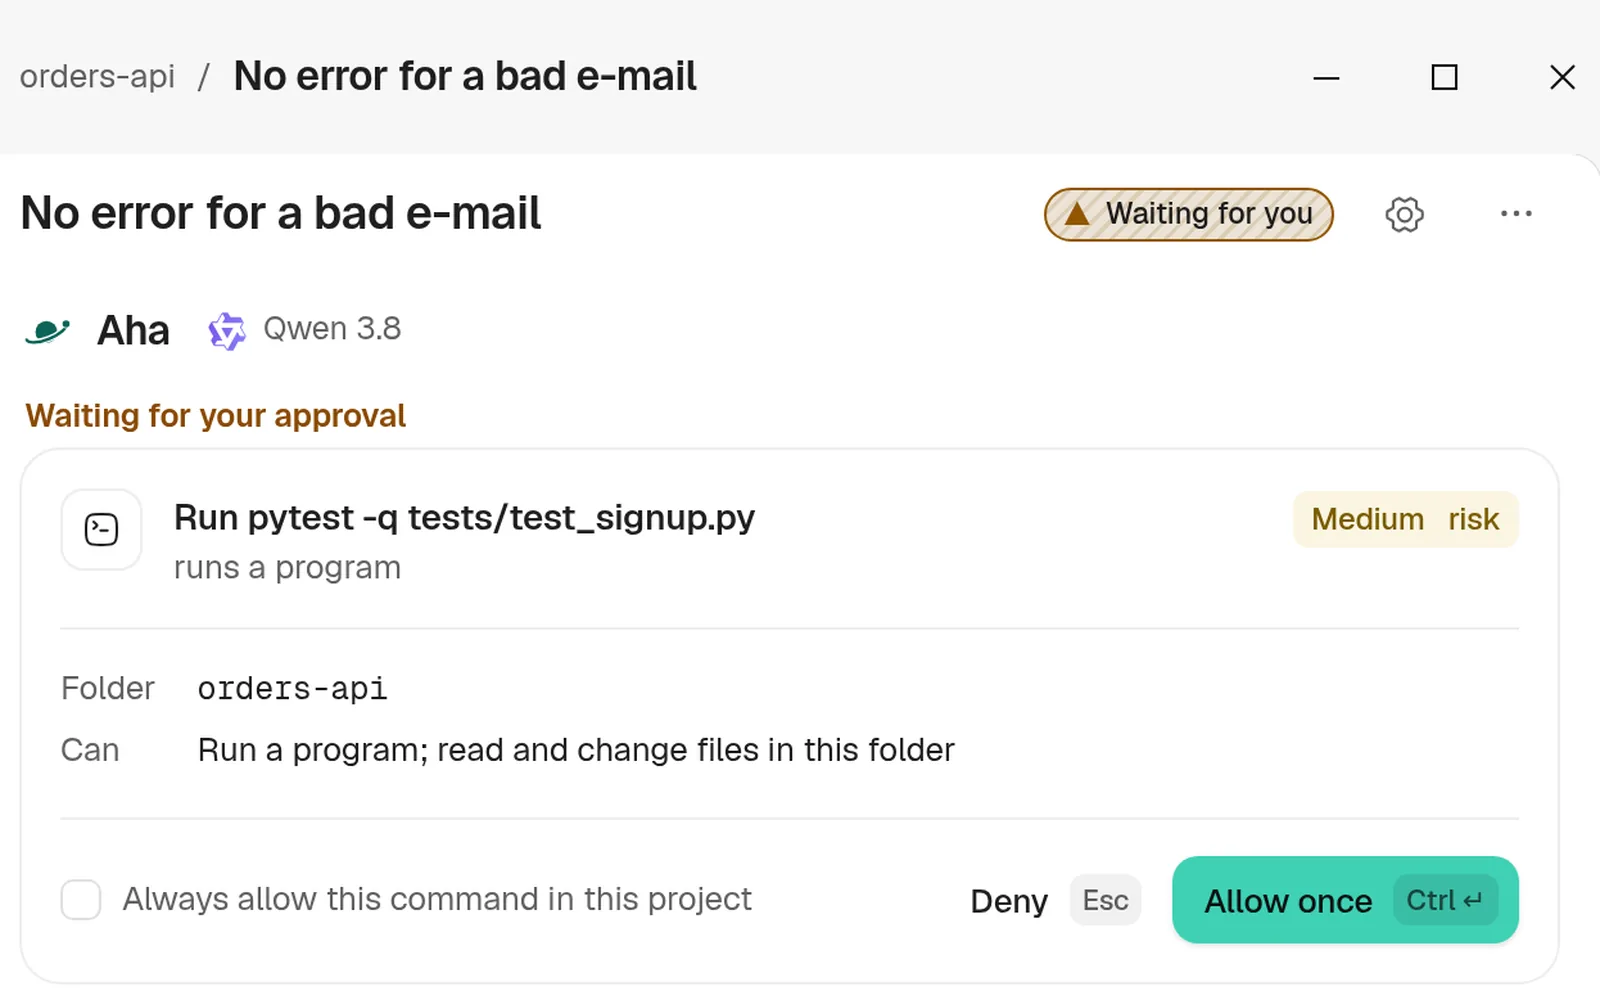 orders-api / No error for a bad e-mail
No error for a bad e-mail
Waiting for you
Aha
Qwen 3.8
Waiting for your approval
Run pytest -q tests/test_signup.py
Medium risk
runs a program
Folder orders-api
Can Run a program; read and change files in this folder
Always allow this command in this project
Deny Esc
Allow once Ctrl ↵